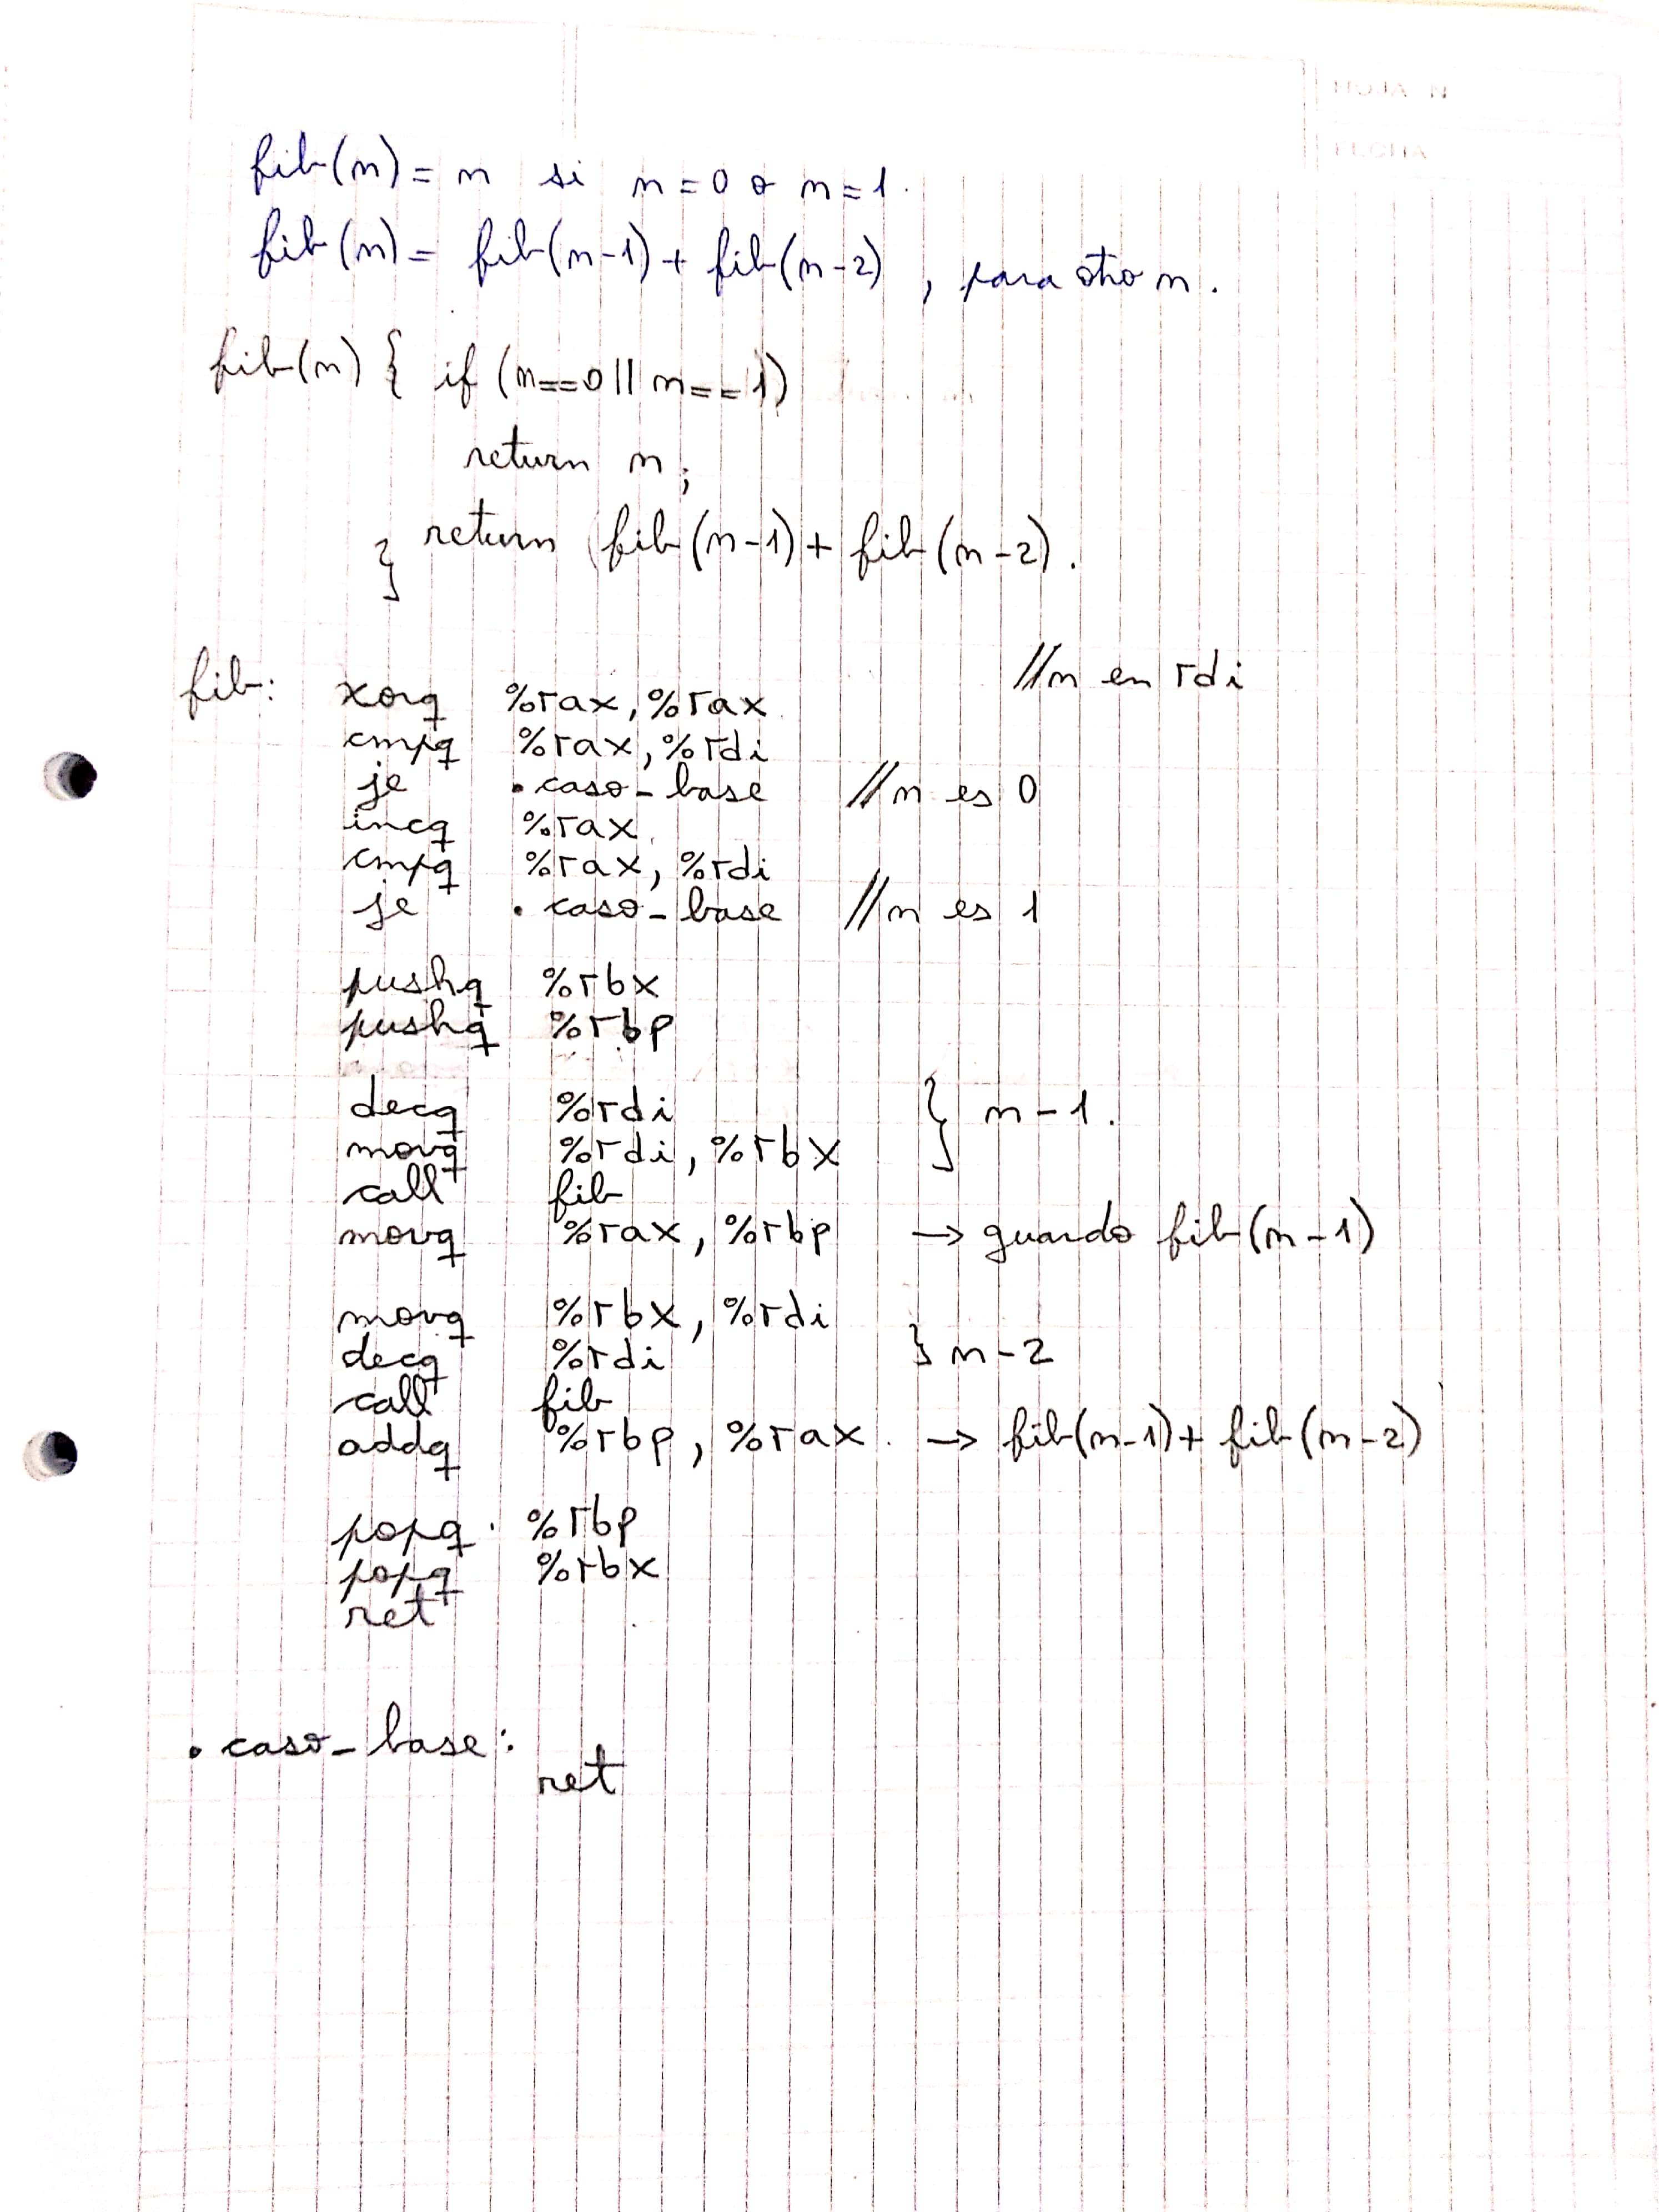 HOJA N
FECHA
fib(n) = n si n = 0 o n = 1.
fib(n) = fib(n-1) + fib(n-2) , para otro n.
fib(n) { if (n==0 || n==1)
return n;
} return fib(n-1) + fib(n-2).
fib: xorq %rax, %rax //n en rdi
cmpq %rax, %rdi
je .caso_base //n es 0
incq %rax
cmpq %rax, %rdi
je .caso_base //n es 1
pushq %rbx
pushq %rbp
decq %rdi } n-1.
movq %rdi, %rbx
call fib
movq %rax, %rbp → guardo fib(n-1)
movq %rbx, %rdi
decq %rdi } n-2
call fib
addq %rbp, %rax → fib(n-1) + fib(n-2)
popq %rbp
popq %rbx
ret
.caso_base:
ret